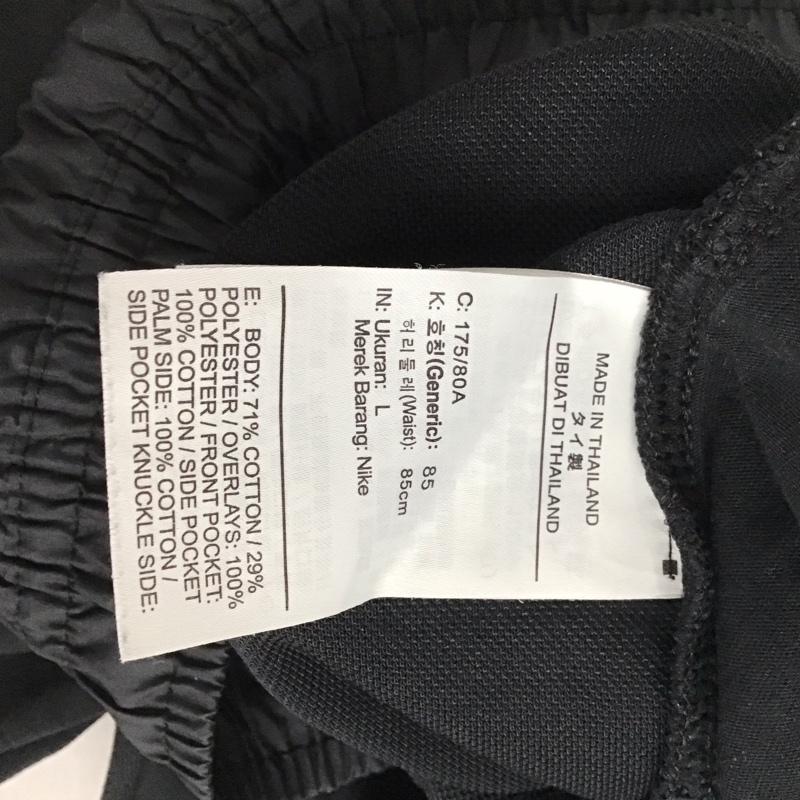 MADE IN THAILAND
タイ製
DIBUAT DI THAILAND
C: 175/80A
K: 호칭(Generic): 85
허리둘레(Waist): 85cm
IN: Ukuran: L
Merek Barang: Nike
E: BODY: 71% COTTON / 29%
POLYESTER / OVERLAYS: 100%
POLYESTER / FRONT POCKET:
100% COTTON / SIDE POCKET
PALM SIDE: 100% COTTON /
SIDE POCKET KNUCKLE SIDE: